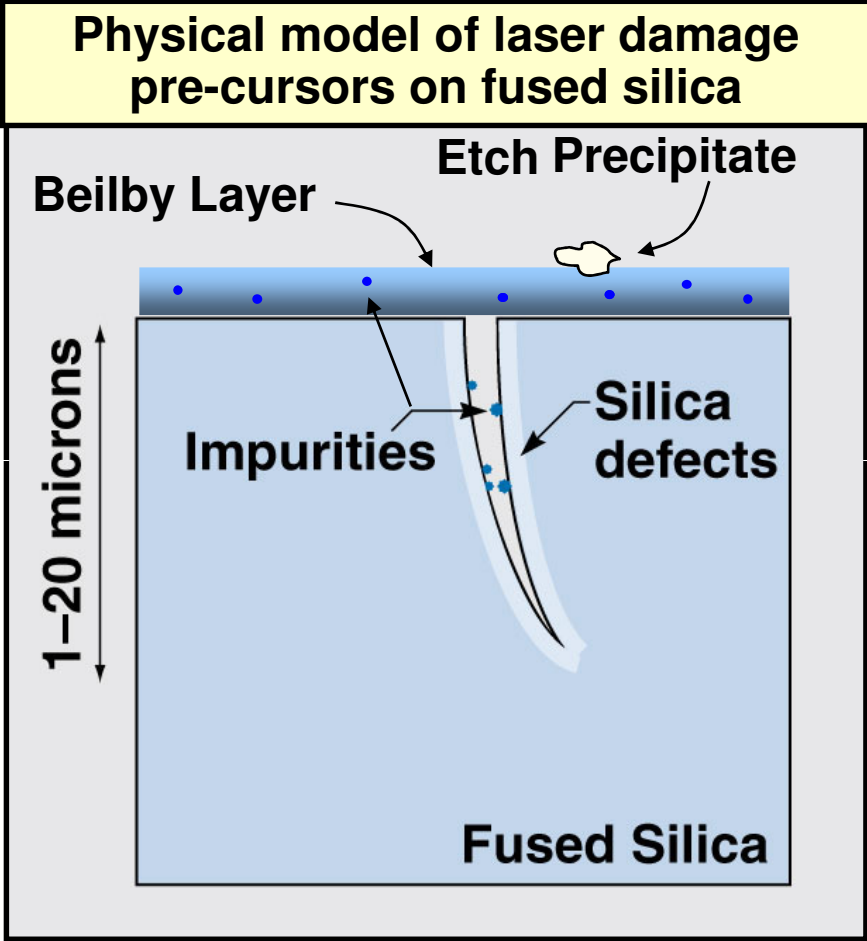 Physical model of laser damage
pre-cursors on fused silica
Etch Precipitate
Beilby Layer
1–20 microns
Impurities
Silica
defects
Fused Silica